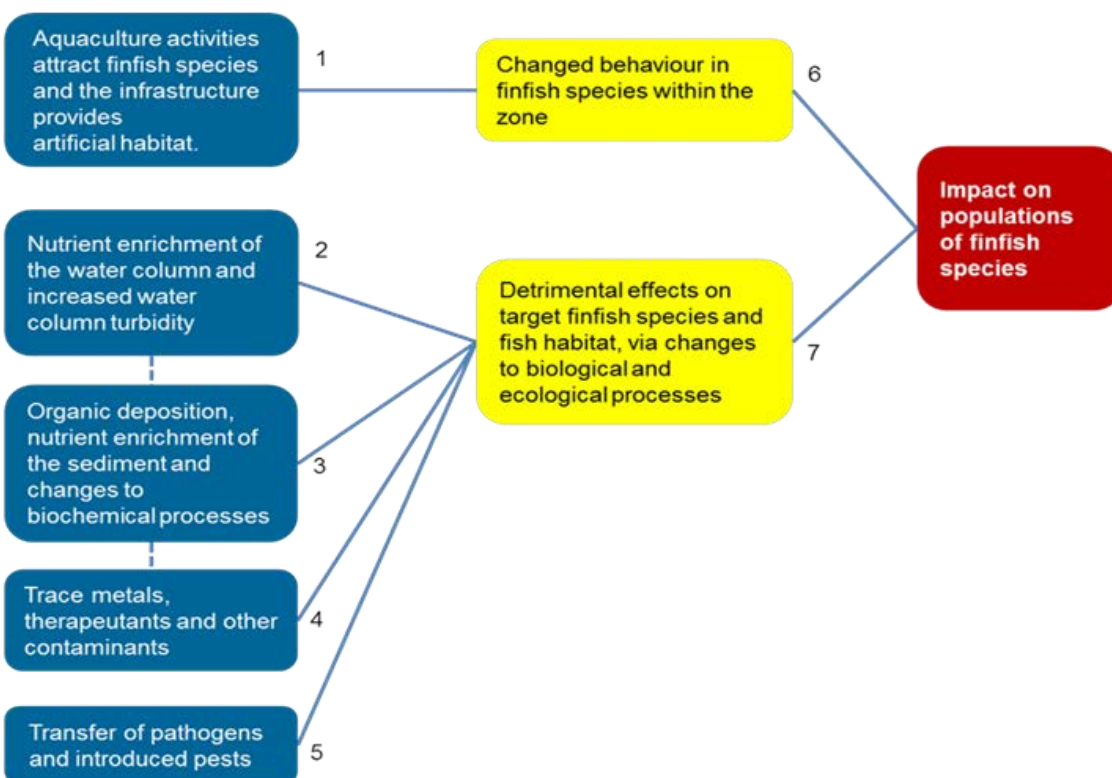 Aquaculture activities
attract finfish species
and the infrastructure
provides
artificial habitat.
1
Changed behaviour in
finfish species within the
zone
6
Impact on
populations
of finfish
species
Nutrient enrichment of
the water column and
increased water
column turbidity
2
Detrimental effects on
target finfish species and
fish habitat, via changes
to biological and
ecological processes
7
Organic deposition,
nutrient enrichment of
the sediment and
changes to
biochemical processes
3
Trace metals,
therapeutants and other
contaminants
4
Transfer of pathogens
and introduced pests
5